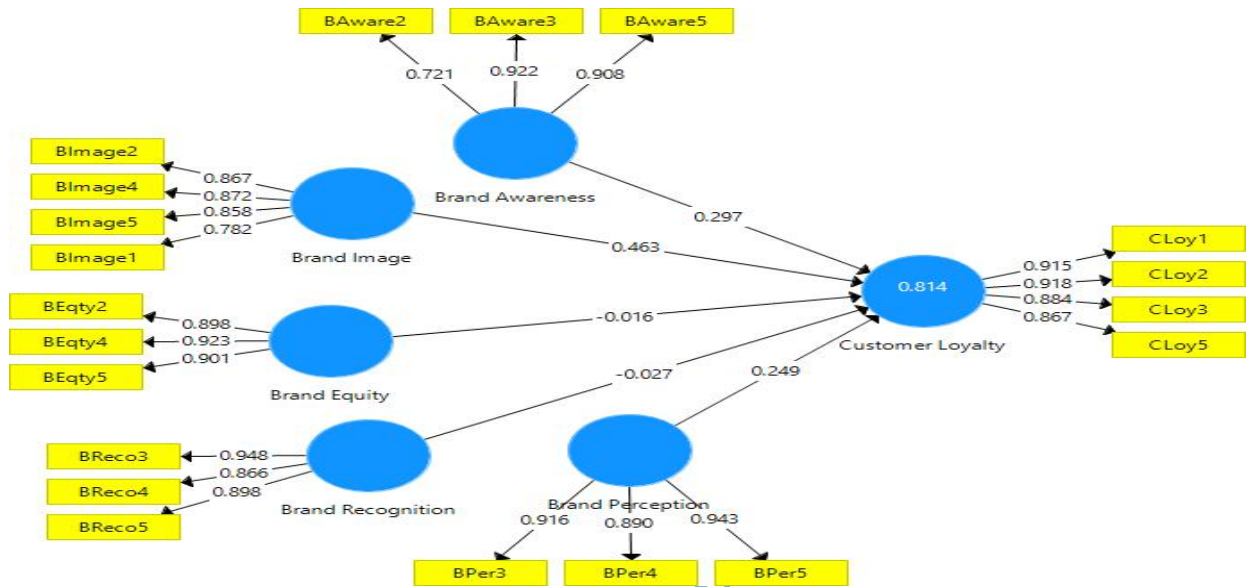 BAware2 BAware3 BAware5
0.721 0.922 0.908
Brand Awareness
BImage2
BImage4
BImage5
BImage1
0.867
0.872
0.858
0.782
Brand Image
0.297
0.463
BEqty2
BEqty4
BEqty5
0.898
0.923
0.901
Brand Equity
-0.016
0.814
Customer Loyalty
0.915
0.918
0.884
0.867
CLoy1
CLoy2
CLoy3
CLoy5
-0.027
0.249
BReco3
BReco4
BReco5
0.948
0.866
0.898
Brand Recognition
Brand Perception
0.916 0.890 0.943
BPer3 BPer4 BPer5